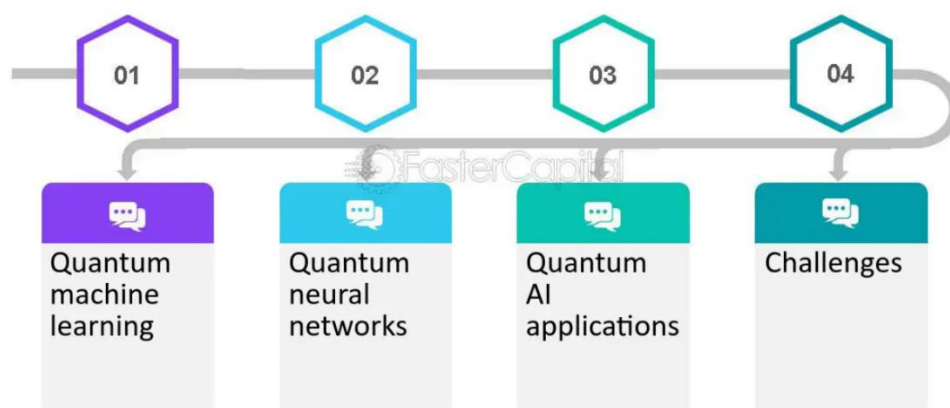 01
02
03
04
FasterCapital
Quantum
machine
learning
Quantum
neural
networks
Quantum
AI
applications
Challenges